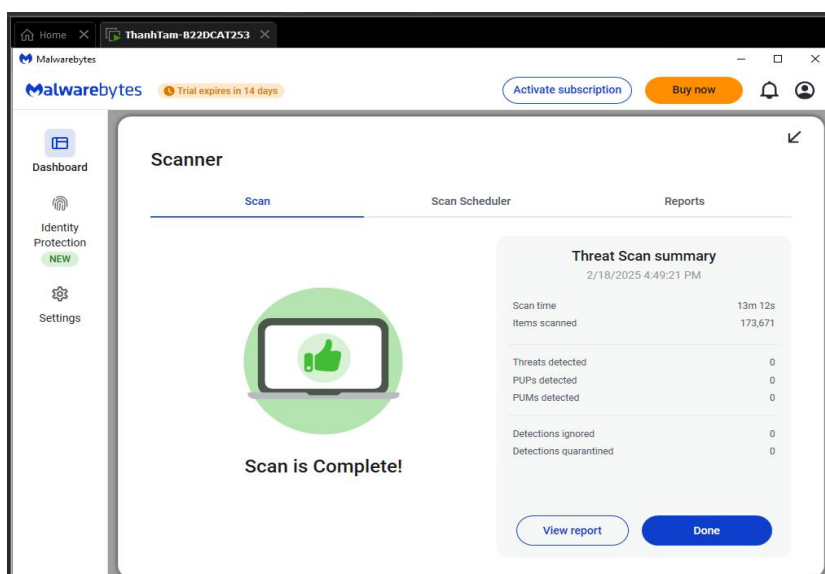 Home
ThanhTam-B22DCAT253
Malwarebytes
Malwarebytes
Trial expires in 14 days
Activate subscription
Buy now
Dashboard
Identity
Protection
NEW
Settings
Scanner
Scan
Scan Scheduler
Reports
Scan is Complete!
Threat Scan summary
2/18/2025 4:49:21 PM
Scan time 13m 12s
Items scanned 173,671
Threats detected 0
PUPs detected 0
PUMs detected 0
Detections ignored 0
Detections quarantined 0
View report
Done